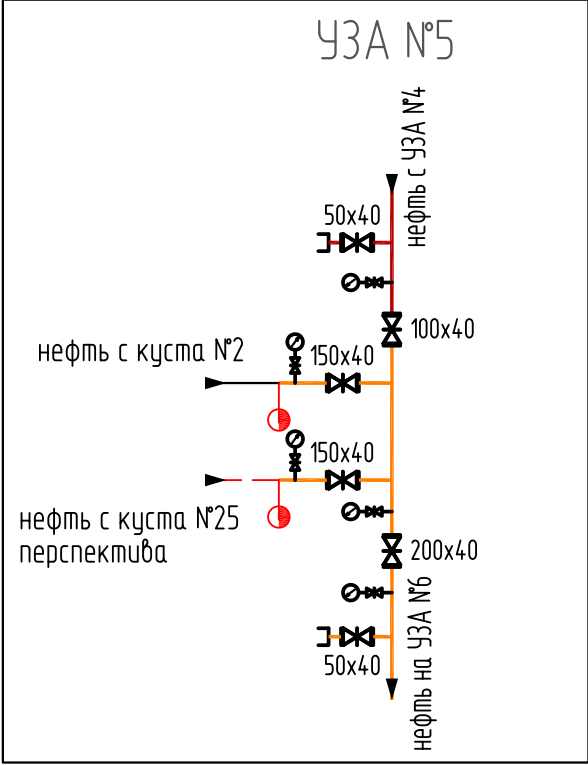 УЗА №5
нефть с УЗА №4
50х40
100х40
нефть с куста №2
150х40
150х40
нефть с куста №25
перспектива
200х40
нефть на УЗА №6
50х40